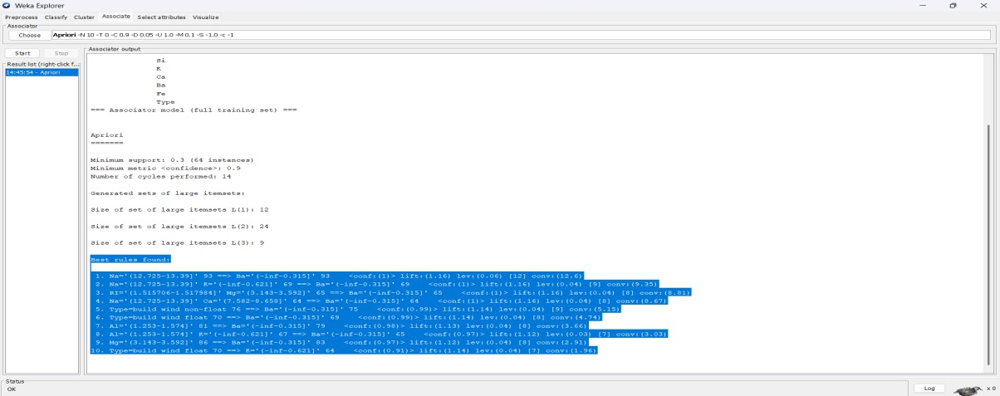 Weka Explorer
Preprocess Classify Cluster Associate Select attributes Visualize
Associator
Choose Apriori -N 10 -T 0 -C 0.9 -D 0.05 -U 1.0 -M 0.1 -S -1.0 -c -1
Start Stop
Result list (right-click f...
14:45:54 - Apriori
Associator output
Si
K
Ca
Ba
Fe
Type
=== Associator model (full training set) ===
Apriori
=======
Minimum support: 0.3 (64 instances)
Minimum metric <confidence>: 0.9
Number of cycles performed: 14
Generated sets of large itemsets:
Size of set of large itemsets L(1): 12
Size of set of large itemsets L(2): 24
Size of set of large itemsets L(3): 9
Best rules found:
1. Na='(12.725-13.39]' 93 ==> Ba='(-inf-0.315]' 93 <conf:(1)> lift:(1.16) lev:(0.06) [12] conv:(12.6)
2. Na='(12.725-13.39]' K='(-inf-0.621]' 69 ==> Ba='(-inf-0.315]' 69 <conf:(1)> lift:(1.16) lev:(0.04) [9] conv:(9.35)
3. RI='(1.515706-1.517984]' Mg='(3.143-3.592]' 65 ==> Ba='(-inf-0.315]' 65 <conf:(1)> lift:(1.16) lev:(0.04) [8] conv:(8.81)
4. Na='(12.725-13.39]' Ca='(7.582-8.658]' 64 ==> Ba='(-inf-0.315]' 64 <conf:(1)> lift:(1.16) lev:(0.04) [8] conv:(8.67)
5. Type=build wind non-float 76 ==> Ba='(-inf-0.315]' 75 <conf:(0.99)> lift:(1.14) lev:(0.04) [9] conv:(5.15)
6. Type=build wind float 70 ==> Ba='(-inf-0.315]' 69 <conf:(0.99)> lift:(1.14) lev:(0.04) [8] conv:(4.74)
7. Al='(1.253-1.574]' 81 ==> Ba='(-inf-0.315]' 79 <conf:(0.98)> lift:(1.13) lev:(0.04) [8] conv:(3.66)
8. Al='(1.253-1.574]' K='(-inf-0.621]' 67 ==> Ba='(-inf-0.315]' 65 <conf:(0.97)> lift:(1.12) lev:(0.03) [7] conv:(3.03)
9. Mg='(3.143-3.592]' 86 ==> Ba='(-inf-0.315]' 83 <conf:(0.97)> lift:(1.12) lev:(0.04) [8] conv:(2.91)
10. Type=build wind float 70 ==> K='(-inf-0.621]' 64 <conf:(0.91)> lift:(1.14) lev:(0.04) [7] conv:(1.96)
Status
OK
Log x 0